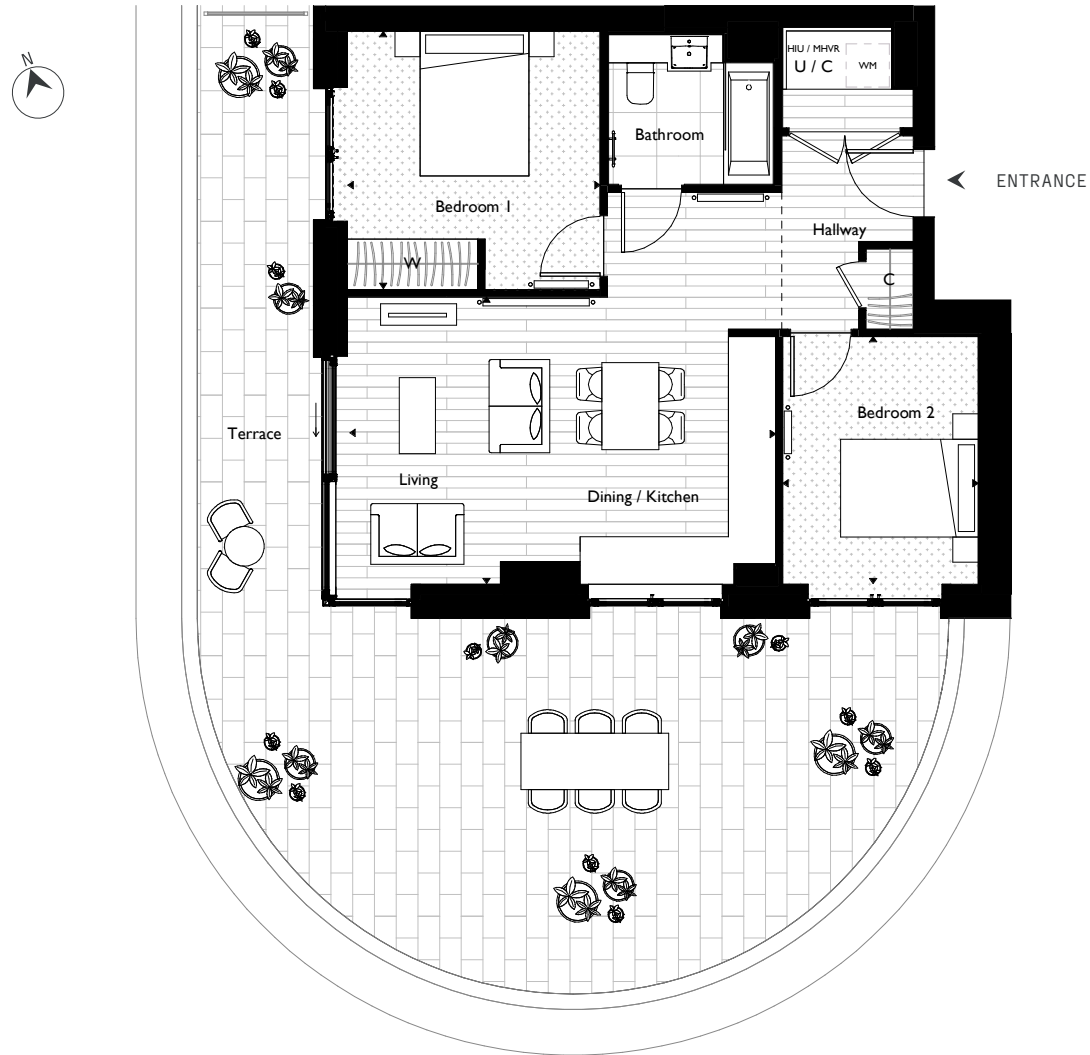 N
HIU / MHVR
U / C
WM
Bathroom
ENTRANCE
Bedroom 1
Hallway
W
C
Bedroom 2
Terrace
Living
Dining / Kitchen